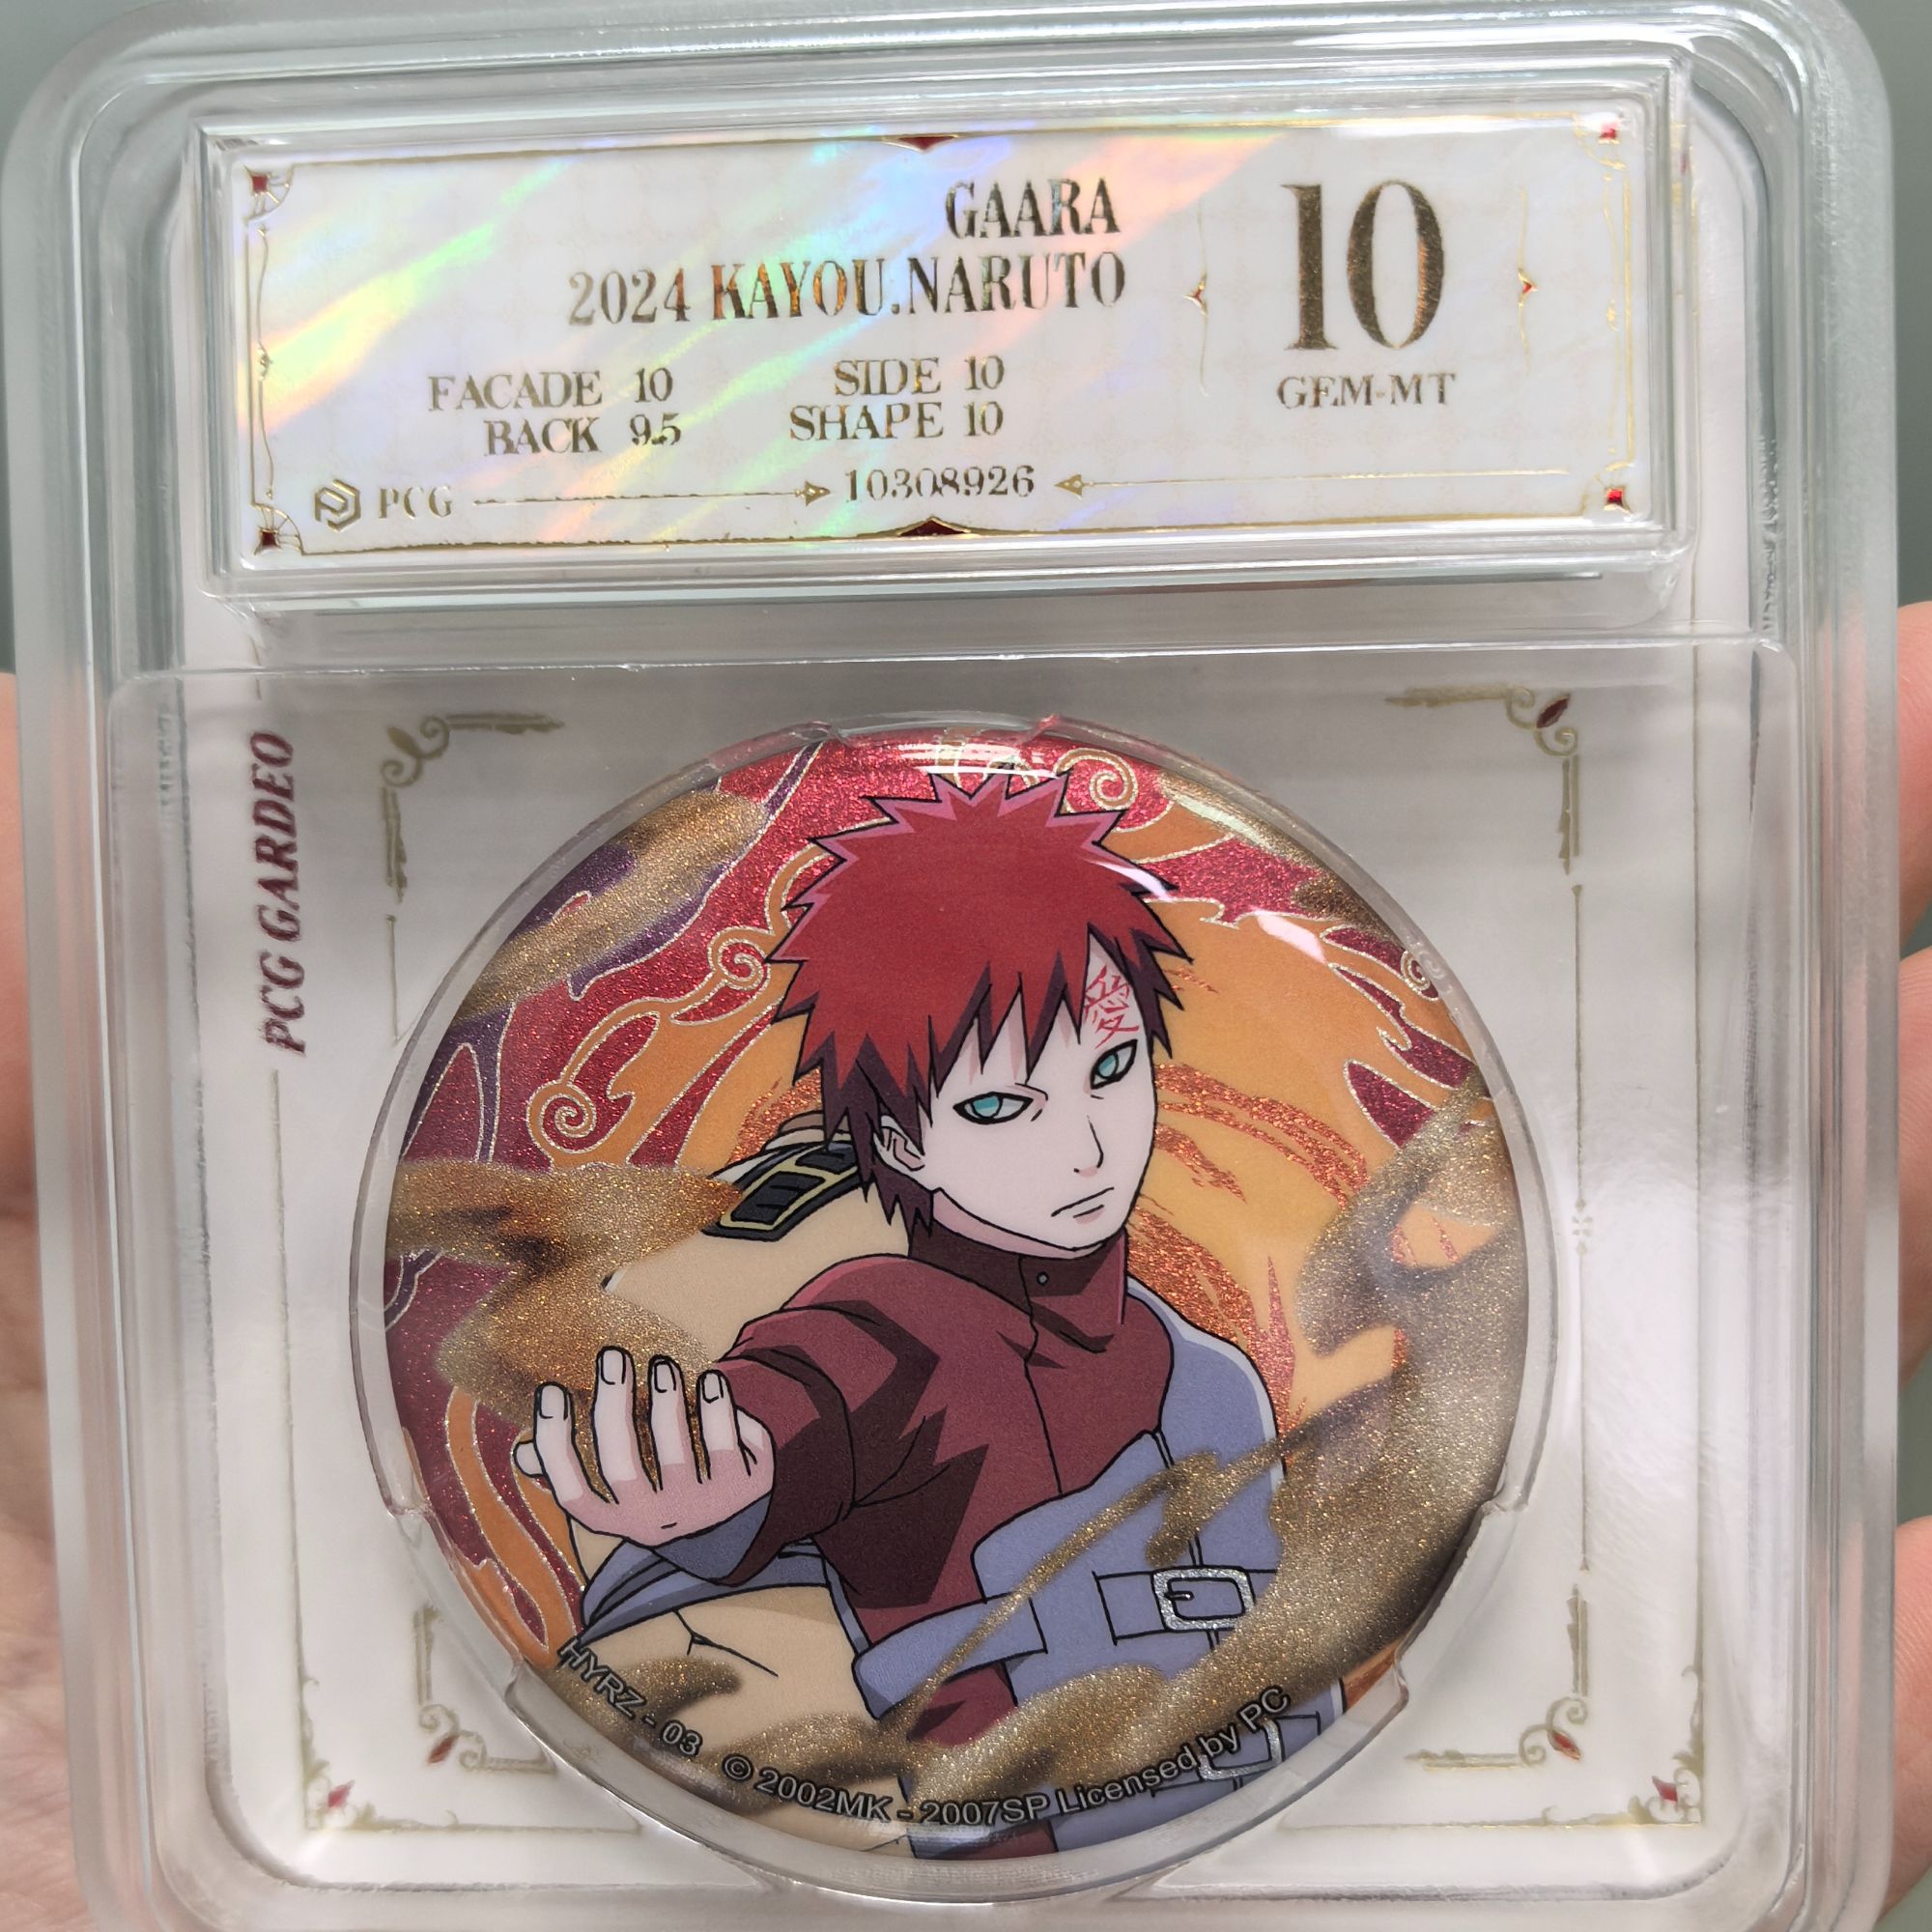 GAARA
2024 KAYOU.NARUTO
10
GEM-MT
FACADE 10
SIDE 10
BACK 9.5
SHAPE 10
PCG
10308926
PCG GARDEO
愛
HYRZ - 03 © 2002MK - 2007SP Licensed by PC